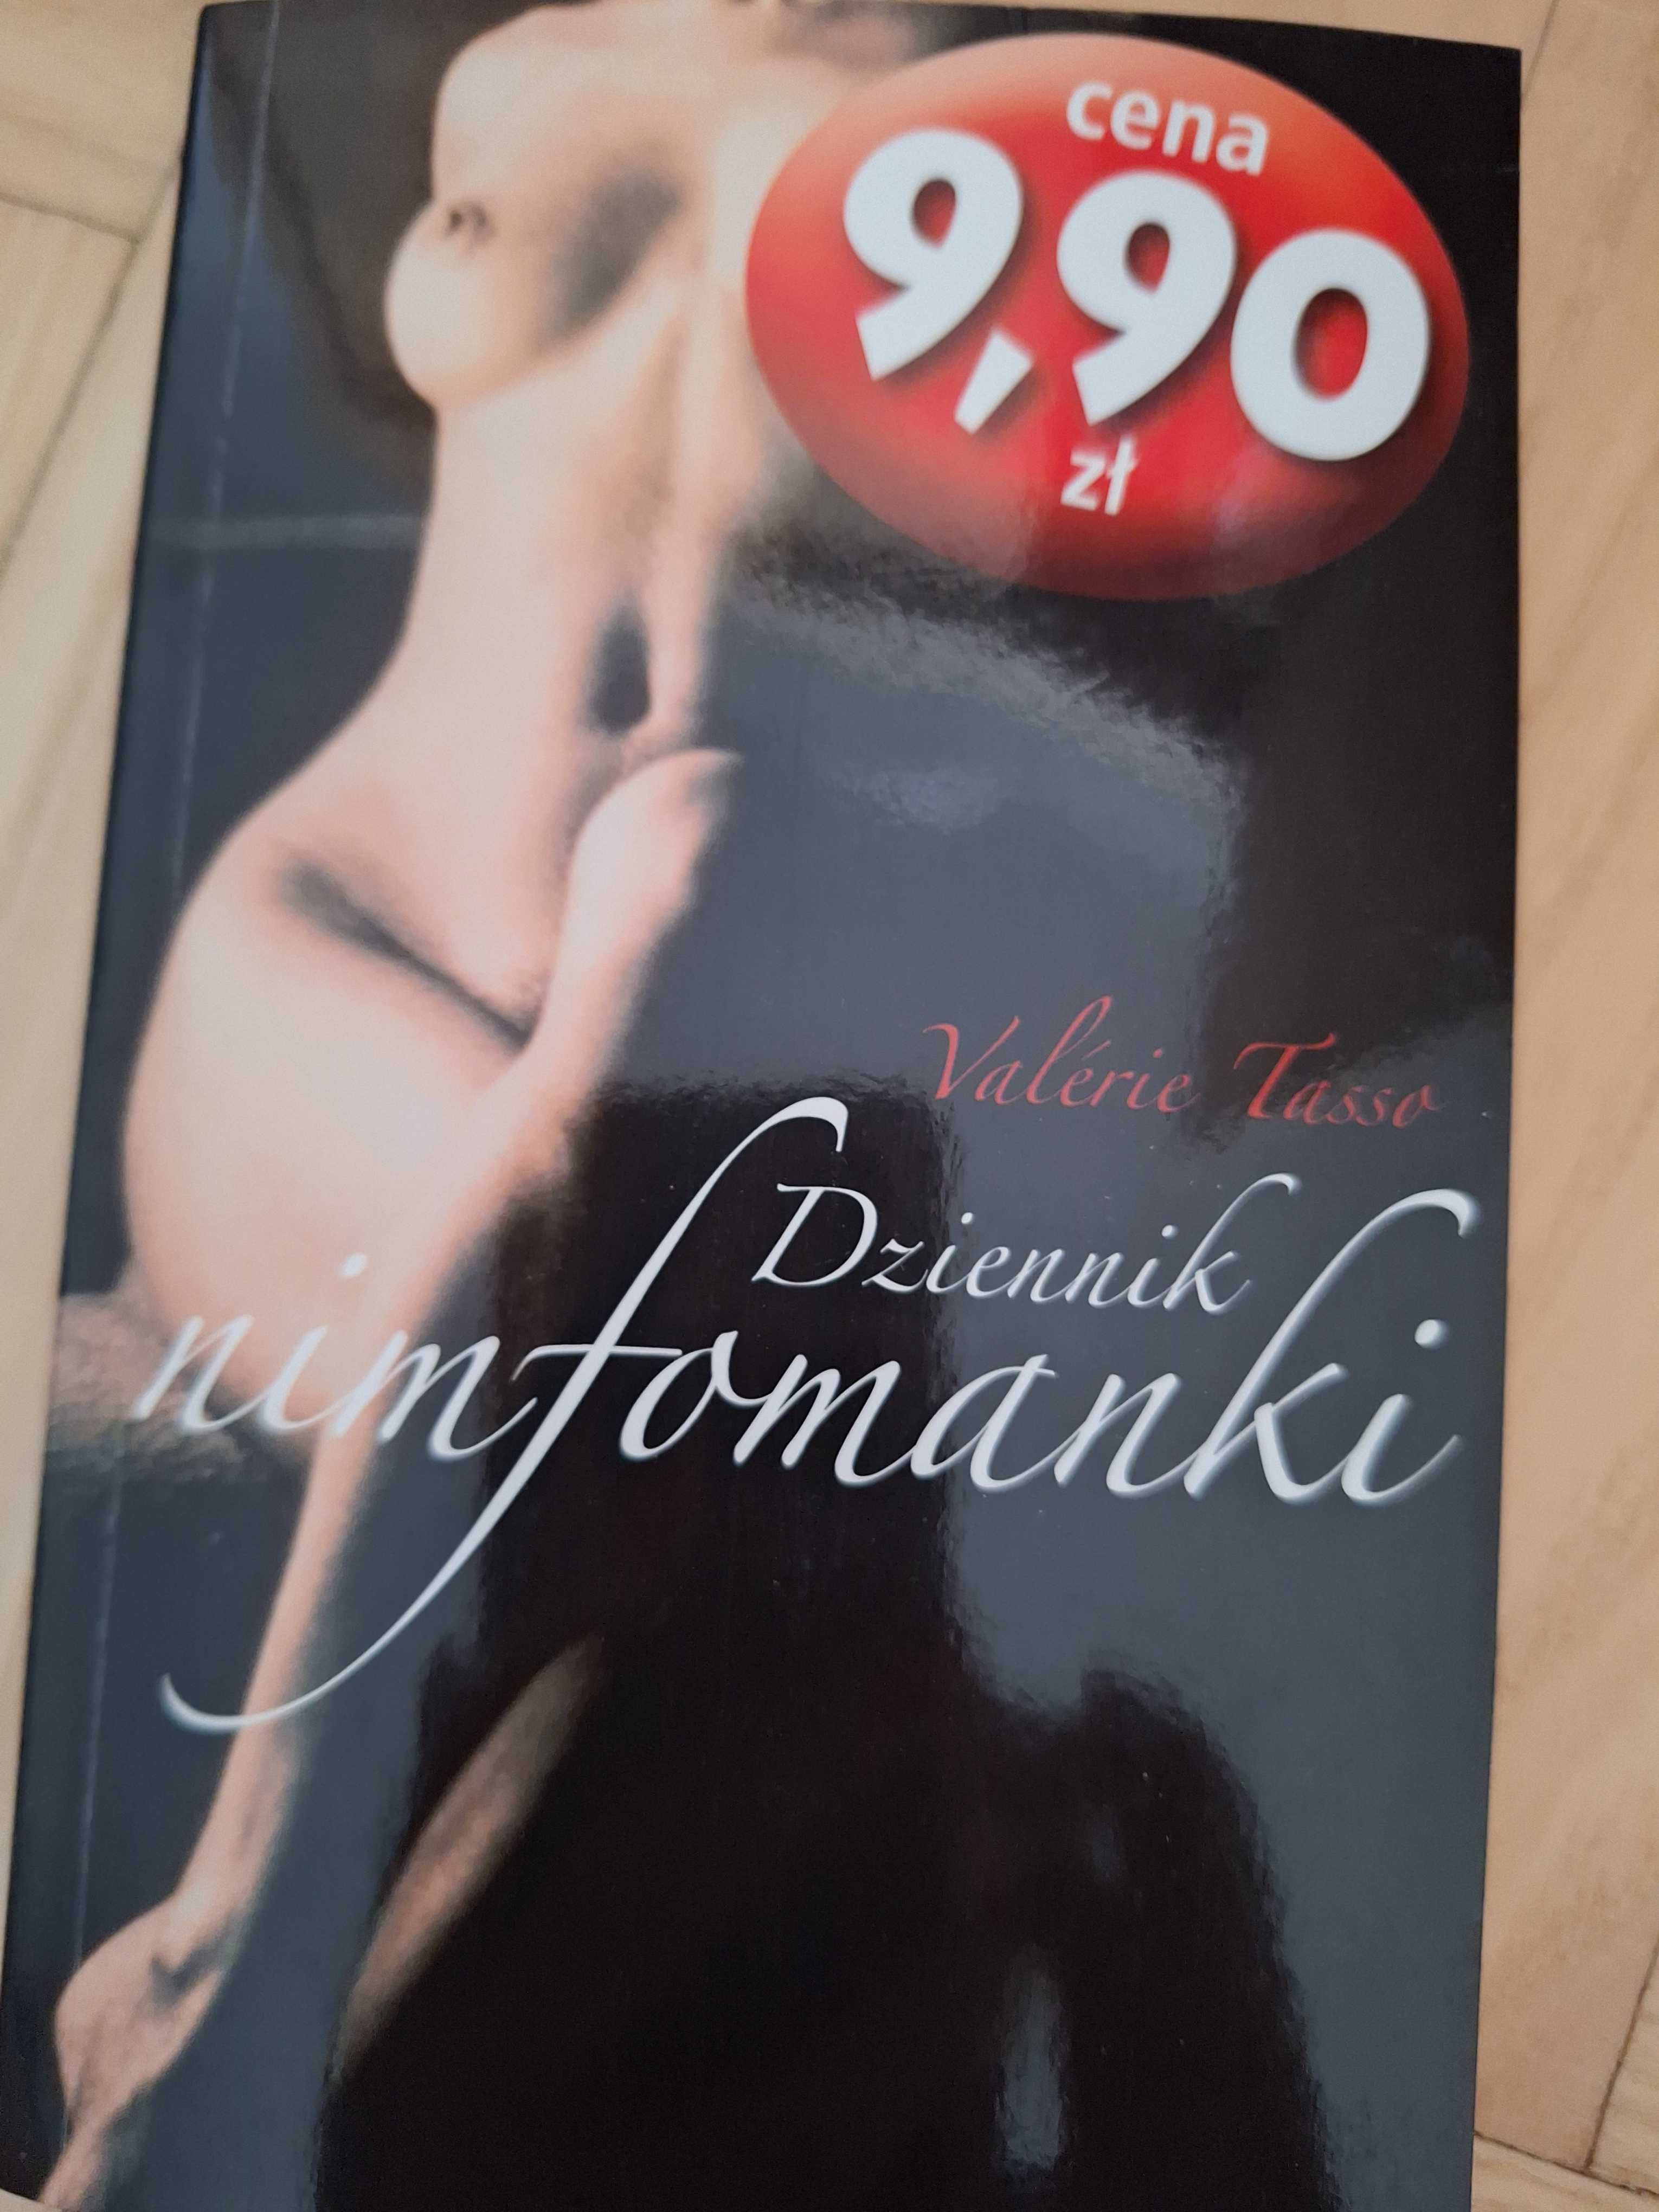 cena
9,90
zł
Valérie Tasso
Dziennik
nimfomanki